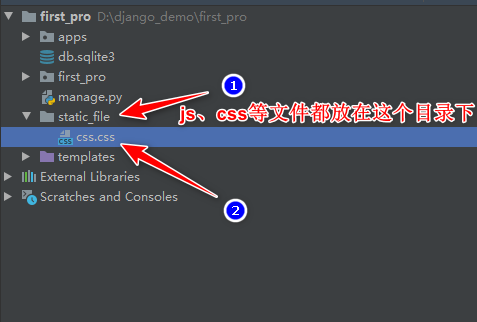 first_pro D:\django_demo\first_pro
apps
db.sqlite3
first_pro
manage.py
1
static_file
js、css等文件都放在这个目录下
css.css
templates
External Libraries
Scratches and Consoles
2